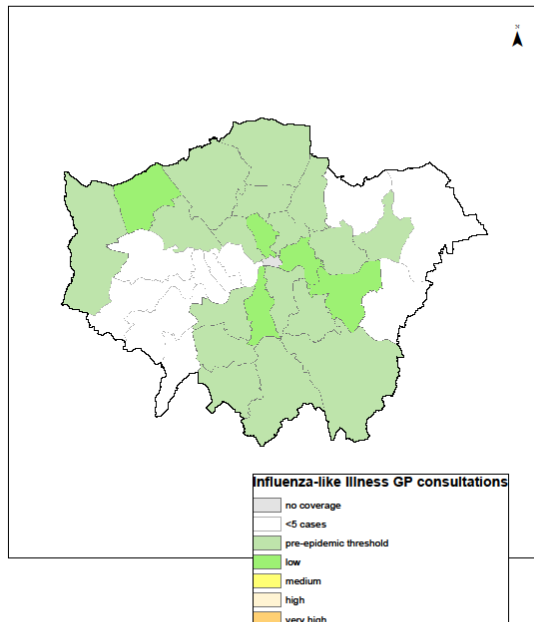 N
Influenza-like Illness GP consultations
no coverage
<5 cases
pre-epidemic threshold
low
medium
high
very high